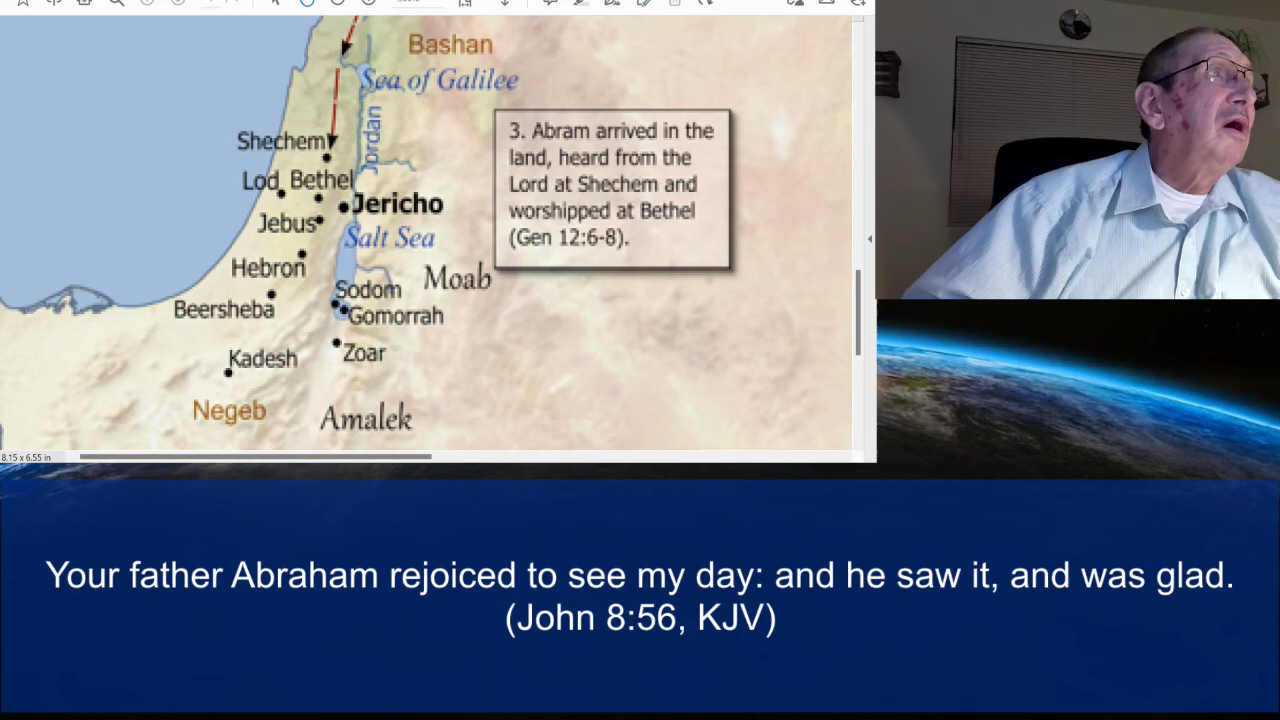 Bashan
Sea of Galilee
Jordan
Shechem
Lod Bethel
Jericho
Jebus
Salt Sea
Hebron
Moab
Sodom
Beersheba
Gomorrah
Zoar
Kadesh
Negeb
Amalek
3. Abram arrived in the
land, heard from the
Lord at Shechem and
worshipped at Bethel
(Gen 12:6-8).
8.15 x 6.55 in
Your father Abraham rejoiced to see my day: and he saw it, and was glad.
(John 8:56, KJV)